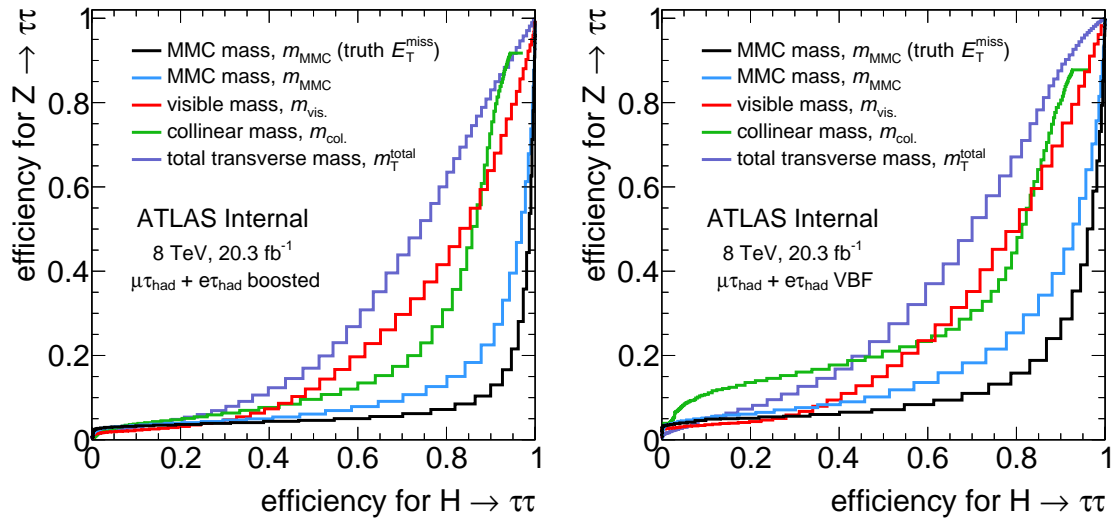 efficiency for Z → ττ
1
0.8
0.6
0.4
0.2
0
MMC mass, m_MMC (truth E_T^miss)
MMC mass, m_MMC
visible mass, m_vis.
collinear mass, m_col.
total transverse mass, m_T^total
ATLAS Internal
8 TeV, 20.3 fb⁻¹
μτ_had + eτ_had boosted
0 0.2 0.4 0.6 0.8 1
efficiency for H → ττ
efficiency for Z → ττ
1
0.8
0.6
0.4
0.2
0
MMC mass, m_MMC (truth E_T^miss)
MMC mass, m_MMC
visible mass, m_vis.
collinear mass, m_col.
total transverse mass, m_T^total
ATLAS Internal
8 TeV, 20.3 fb⁻¹
μτ_had + eτ_had VBF
0 0.2 0.4 0.6 0.8 1
efficiency for H → ττ